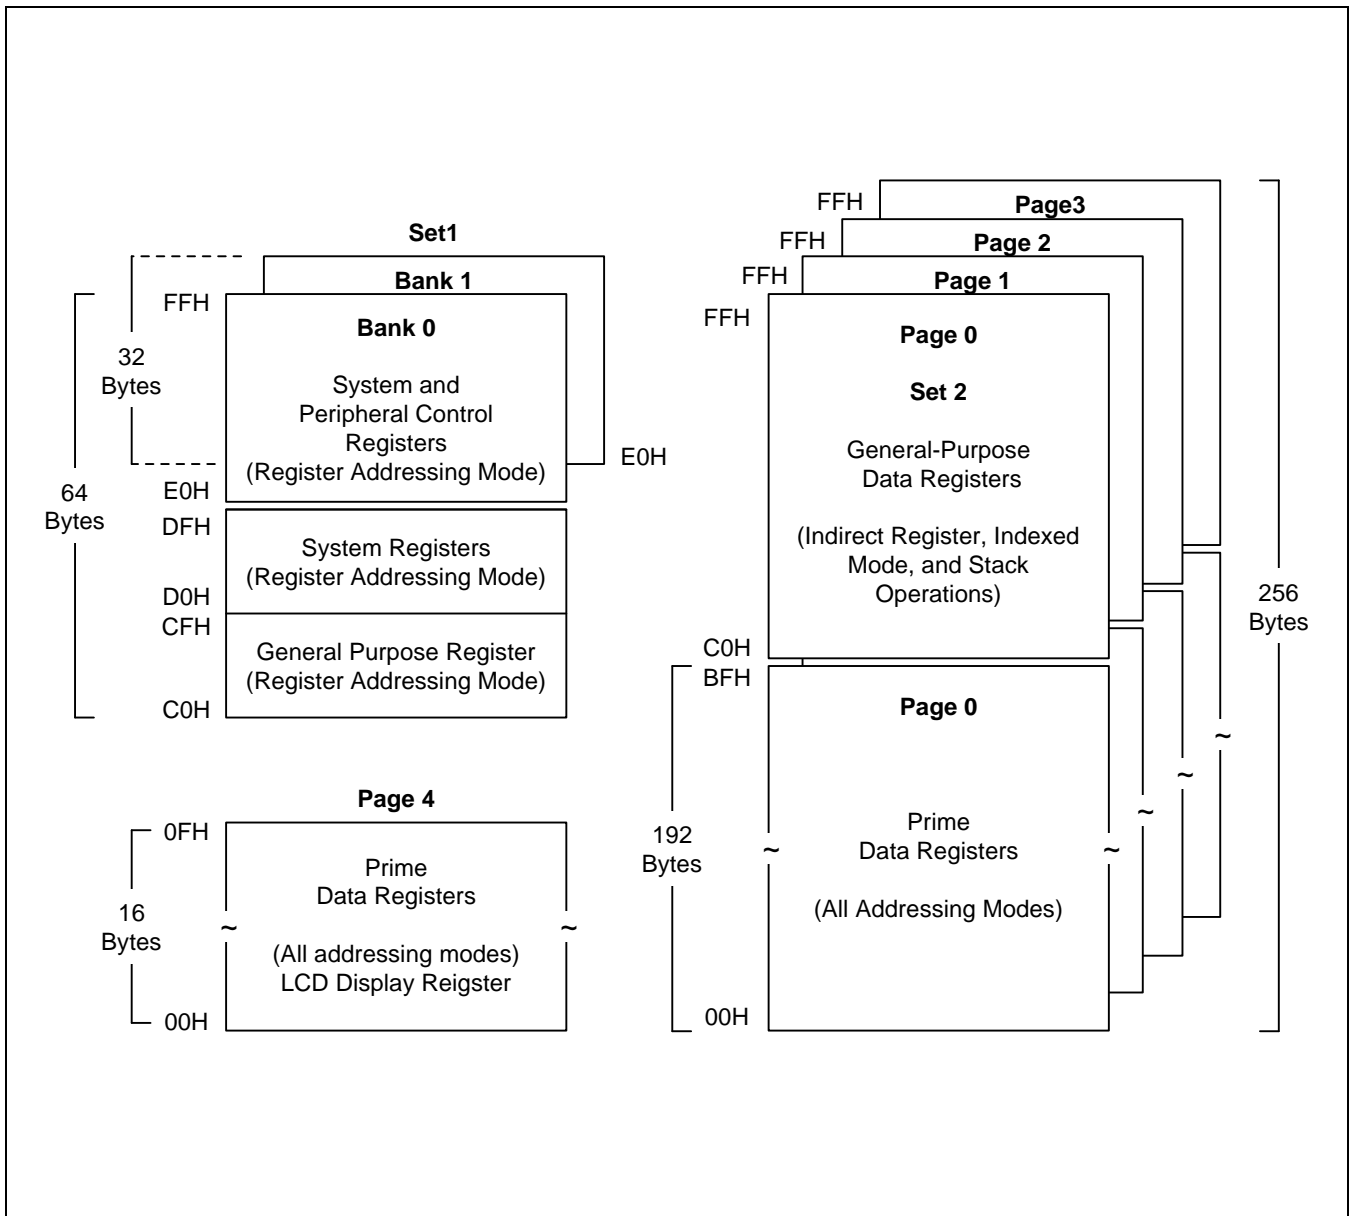 Set1
Bank 1
FFH
Bank 0
32
Bytes
System and
Peripheral Control
Registers
(Register Addressing Mode)
E0H
E0H
64
Bytes
DFH
System Registers
(Register Addressing Mode)
D0H
CFH
General Purpose Register
(Register Addressing Mode)
C0H
Page 4
0FH
Prime
Data Registers
16
Bytes
~
~
(All addressing modes)
LCD Display Reigster
00H
FFH
Page3
FFH
Page 2
FFH
Page 1
FFH
Page 0
Set 2
General-Purpose
Data Registers
(Indirect Register, Indexed
Mode, and Stack
Operations)
256
Bytes
C0H
BFH
Page 0
~
~
~
192
Bytes
~
~
Prime
Data Registers
(All Addressing Modes)
00H